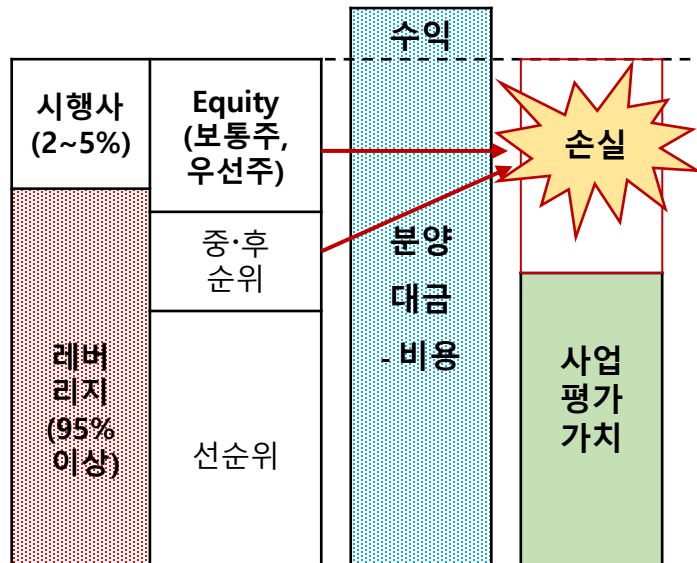 시행사
(2~5%)
레버
리지
(95%
이상)
Equity
(보통주,
우선주)
중·후
순위
선순위
수익
분양
대금
- 비용
손실
사업
평가
가치